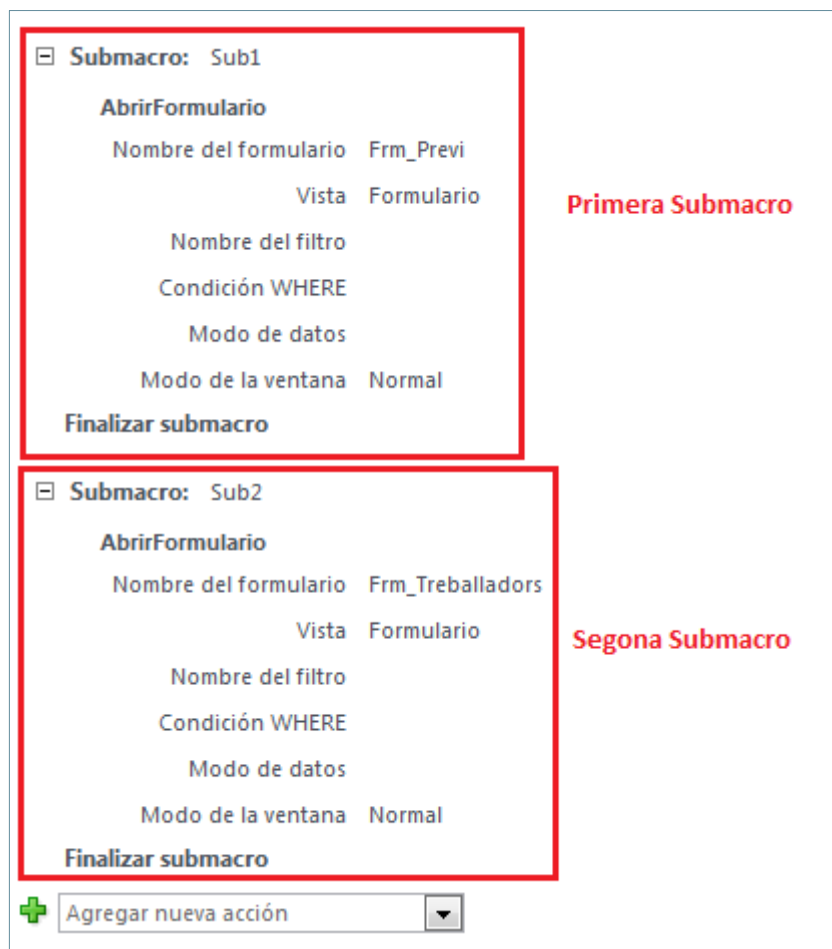 Submacro: Sub1
AbrirFormulario
Nombre del formulario Frm_Previ
Vista Formulario
Primera Submacro
Nombre del filtro
Condición WHERE
Modo de datos
Modo de la ventana Normal
Finalizar submacro
Submacro: Sub2
AbrirFormulario
Nombre del formulario Frm_Treballadors
Vista Formulario
Segona Submacro
Nombre del filtro
Condición WHERE
Modo de datos
Modo de la ventana Normal
Finalizar submacro
Agregar nueva acción